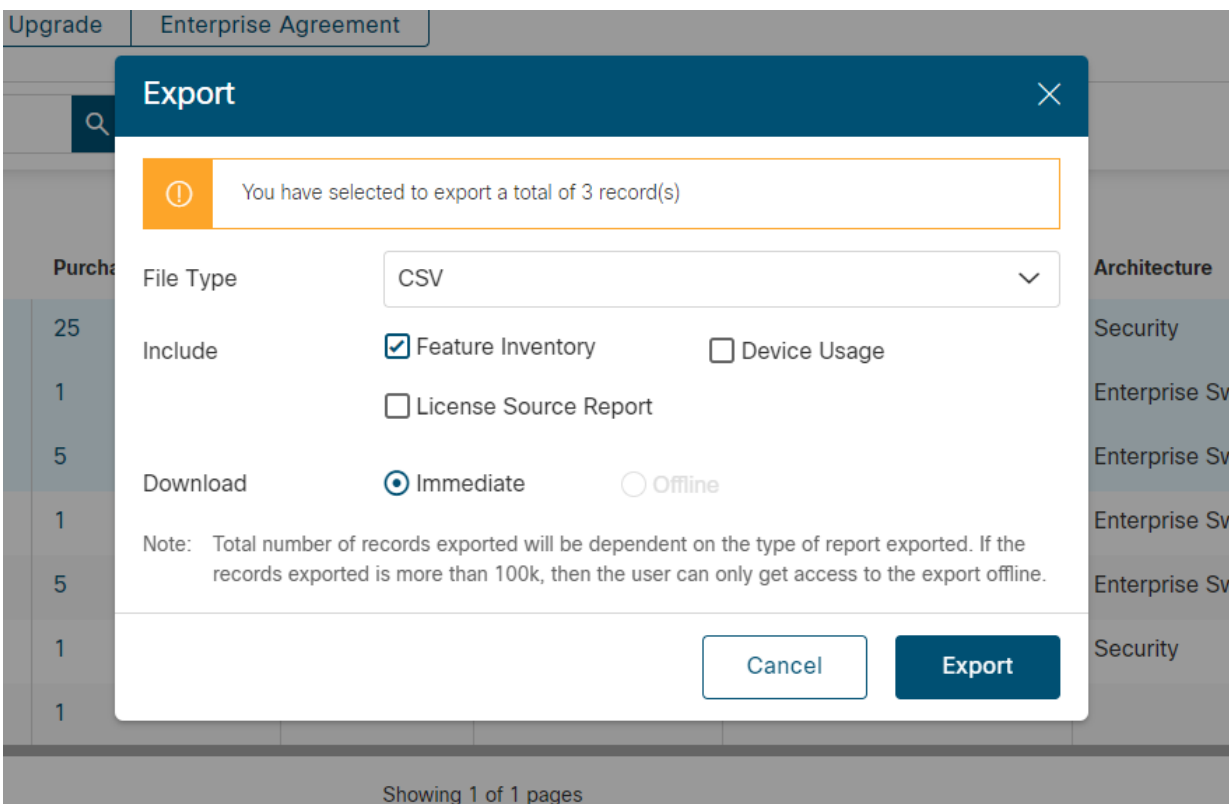 Upgrade Enterprise Agreement
Export
You have selected to export a total of 3 record(s)
Purcha
Architecture
File Type CSV
25 Security
Include Feature Inventory Device Usage
1 Enterprise Sw
License Source Report
5 Enterprise Sw
Download Immediate Offline
1 Enterprise Sw
Note: Total number of records exported will be dependent on the type of report exported. If the
records exported is more than 100k, then the user can only get access to the export offline.
5 Enterprise Sw
1 Security
Cancel Export
1
Showing 1 of 1 pages